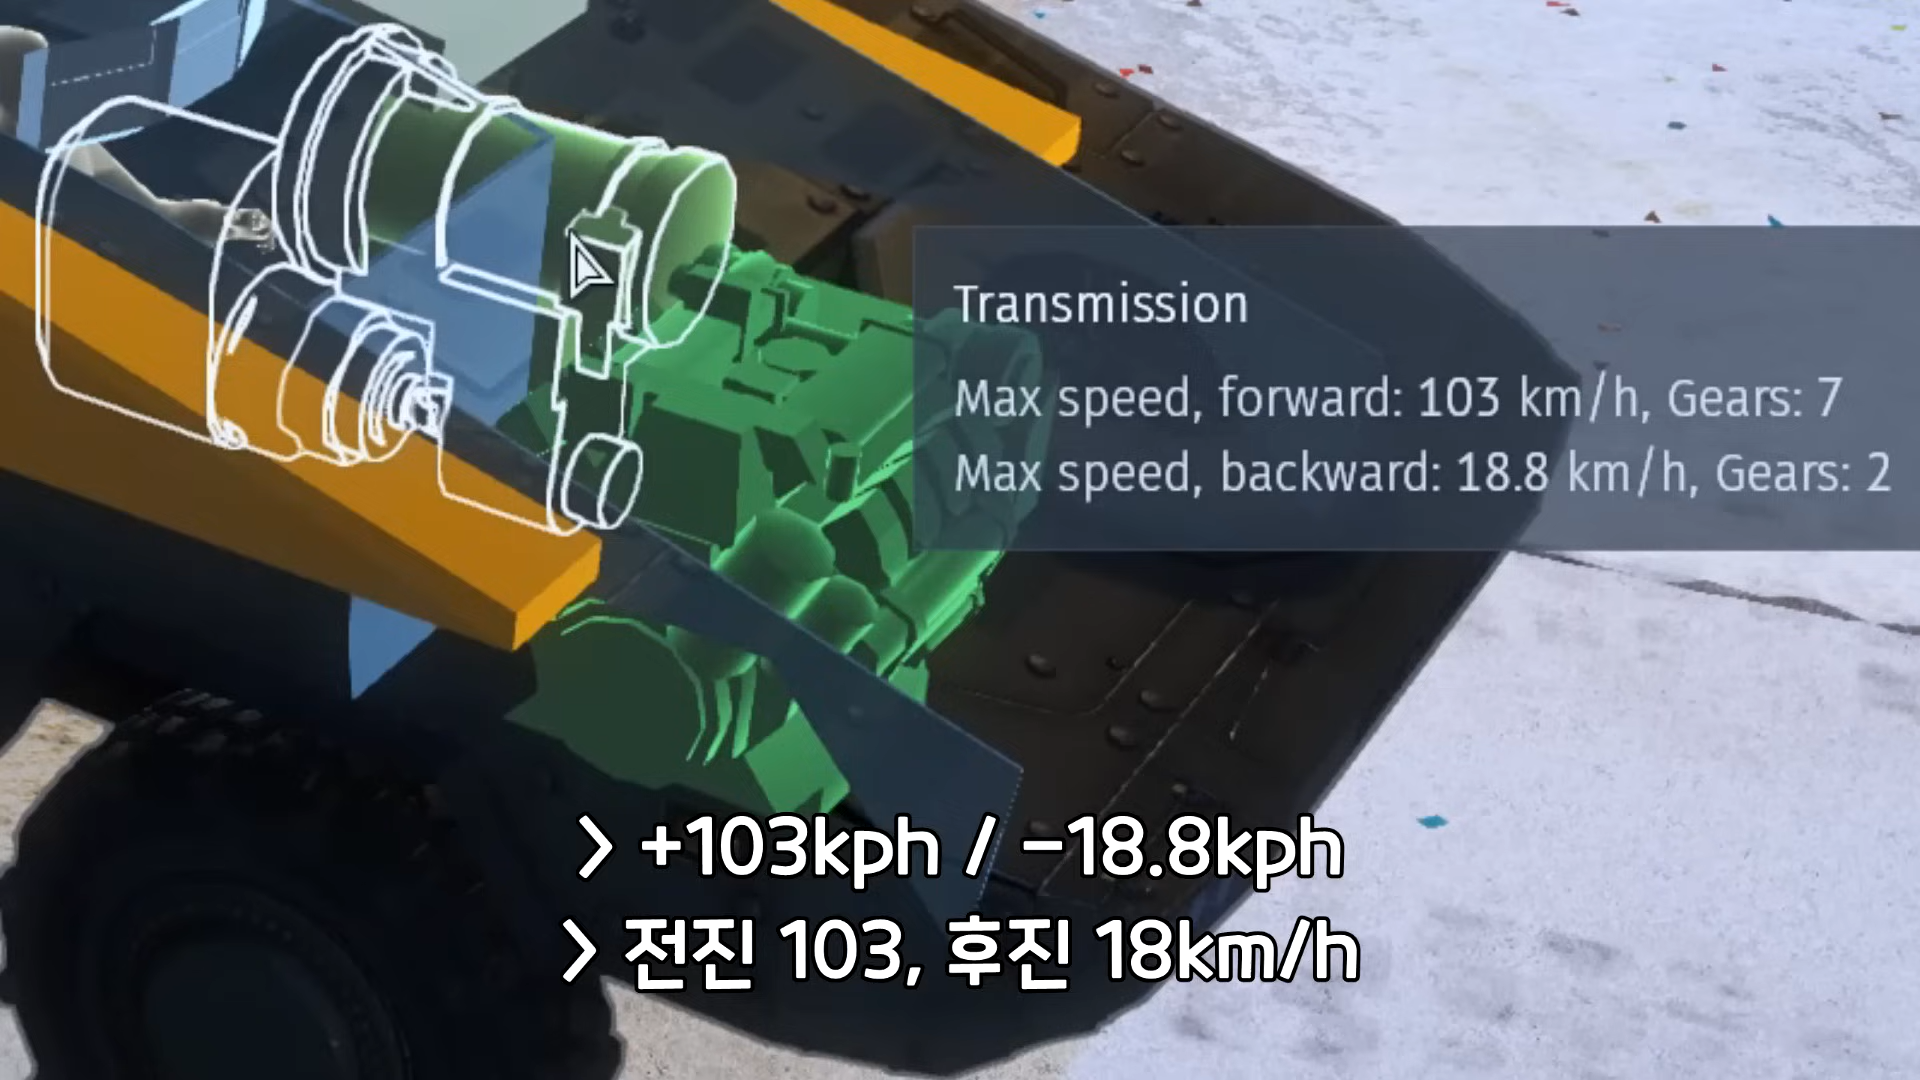 Transmission
Max speed, forward: 103 km/h, Gears: 7
Max speed, backward: 18.8 km/h, Gears: 2
> +103kph / -18.8kph
> 전진 103, 후진 18km/h